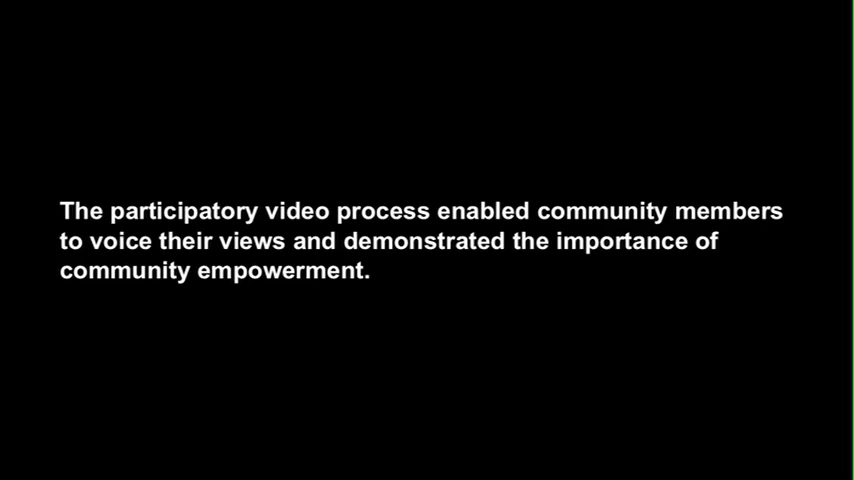 The participatory video process enabled community members
to voice their views and demonstrated the importance of
community empowerment.